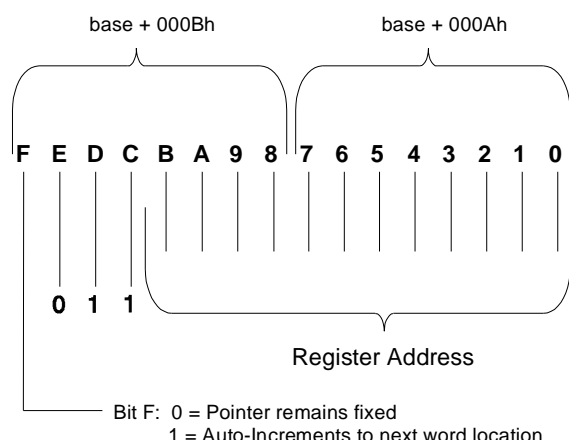 base + 000Bh base + 000Ah
F E D C B A 9 8 7 6 5 4 3 2 1 0
0 1 1
Register Address
Bit F: 0 = Pointer remains fixed
1 = Auto-Increments to next word location